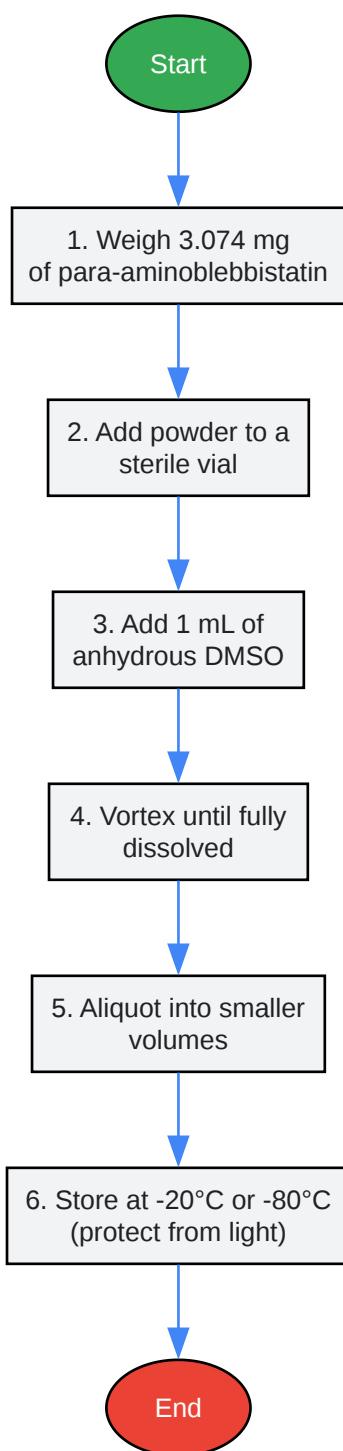 Start
1. Weigh 3.074 mg
of para-aminoblebbistatin
2. Add powder to a
sterile vial
3. Add 1 mL of
anhydrous DMSO
4. Vortex until fully
dissolved
5. Aliquot into smaller
volumes
6. Store at -20°C or -80°C
(protect from light)
End